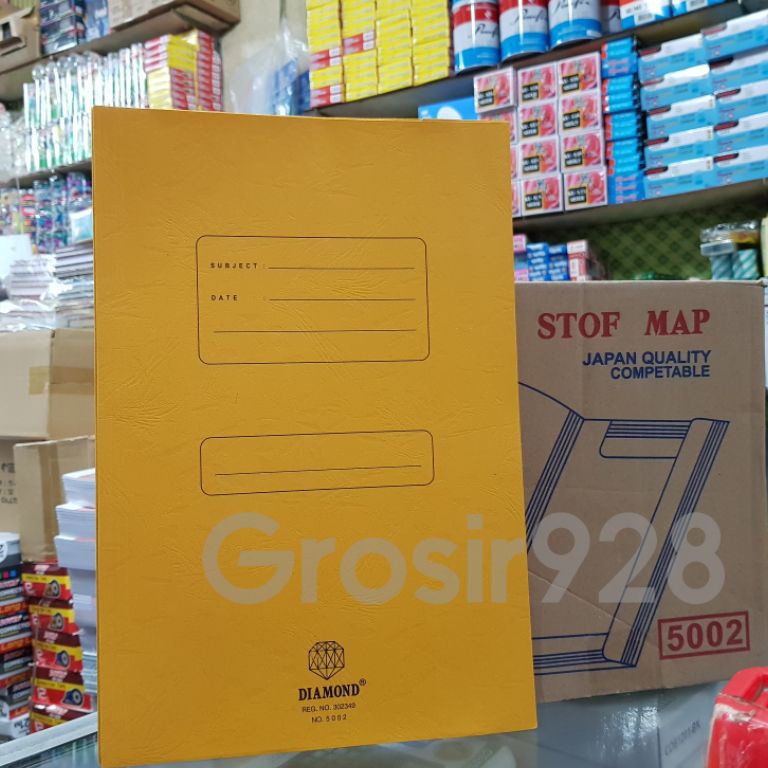 SUBJECT :
DATE :
DIAMOND®
REG. NO. 302349
NO. 5002
STOF MAP
JAPAN QUALITY
COMPETABLE
5002
Grosir928